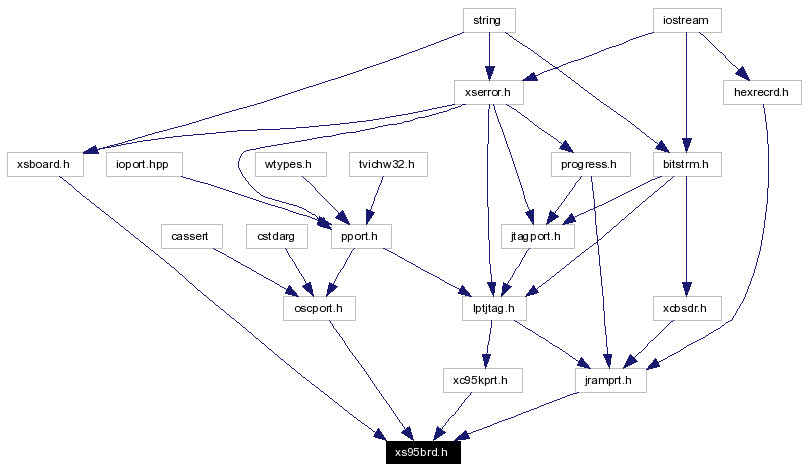 string
iostream
xserror.h
hexrecrd.h
xsboard.h
ioport.hpp
wtypes.h
tvichw32.h
progress.h
bitstrm.h
cassert
cstdarg
pport.h
jtagport.h
oscport.h
lptjtag.h
xcbsdr.h
xc95kprt.h
jramprt.h
xs95brd.h